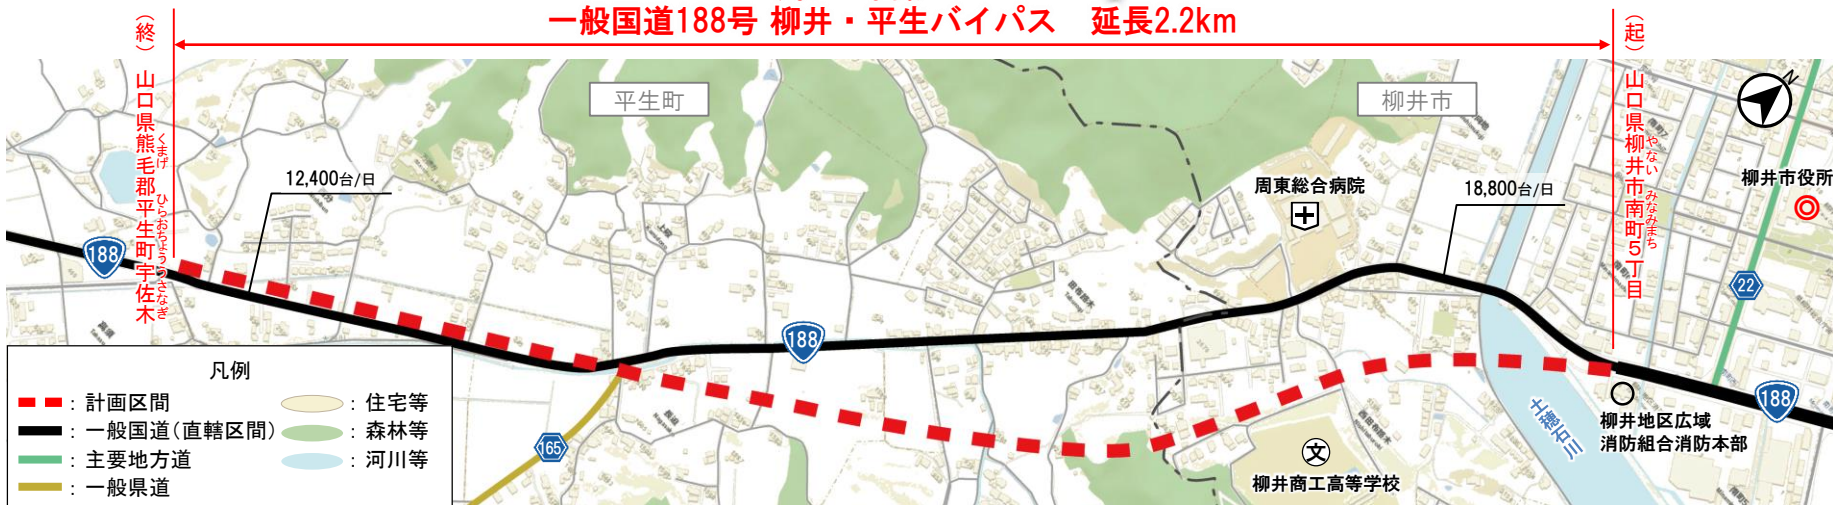 一般国道188号 柳井・平生バイパス 延長2.2km
(終) 山口県熊毛郡平生町宇佐木
くまげ ひらおちょううさなぎ
(起) 山口県柳井市南町5丁目
やない みなみまち
平生町
柳井市
N
12,400台/日
18,800台/日
周東総合病院
柳井市役所
188
188
188
22
165
土穂石川
柳井地区広域
消防組合消防本部
文
柳井商工高等学校
凡例
：計画区間
：住宅等
：一般国道(直轄区間)
：森林等
：主要地方道
：河川等
：一般県道